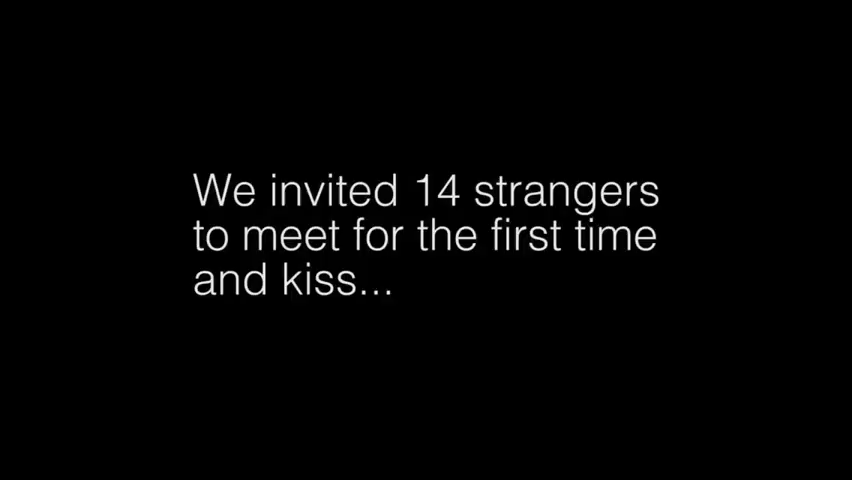 We invited 14 strangers
to meet for the first time
and kiss...